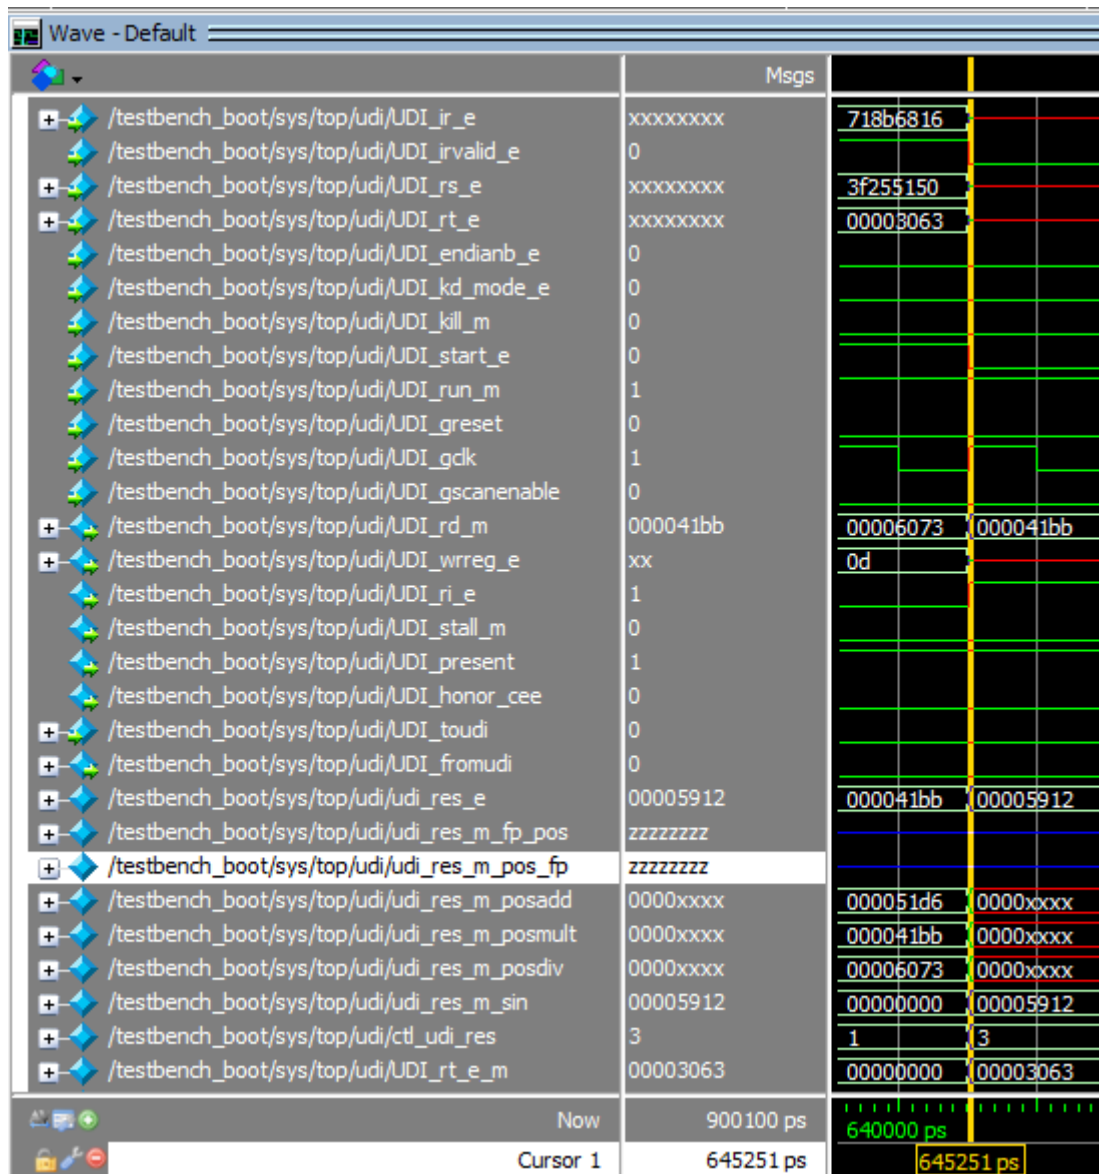 Wave - Default
Msgs
/testbench_boot/sys/top/udi/UDI_ir_e xxxxxxxx 718b6816
/testbench_boot/sys/top/udi/UDI_irvalid_e 0
/testbench_boot/sys/top/udi/UDI_rs_e xxxxxxxx 3f255150
/testbench_boot/sys/top/udi/UDI_rt_e xxxxxxxx 00003063
/testbench_boot/sys/top/udi/UDI_endianb_e 0
/testbench_boot/sys/top/udi/UDI_kd_mode_e 0
/testbench_boot/sys/top/udi/UDI_kill_m 0
/testbench_boot/sys/top/udi/UDI_start_e 0
/testbench_boot/sys/top/udi/UDI_run_m 1
/testbench_boot/sys/top/udi/UDI_greset 0
/testbench_boot/sys/top/udi/UDI_gclk 1
/testbench_boot/sys/top/udi/UDI_gscanenable 0
/testbench_boot/sys/top/udi/UDI_rd_m 000041bb 00006073 000041bb
/testbench_boot/sys/top/udi/UDI_wrreg_e xx 0d
/testbench_boot/sys/top/udi/UDI_ri_e 1
/testbench_boot/sys/top/udi/UDI_stall_m 0
/testbench_boot/sys/top/udi/UDI_present 1
/testbench_boot/sys/top/udi/UDI_honor_cee 0
/testbench_boot/sys/top/udi/UDI_toudi 0
/testbench_boot/sys/top/udi/UDI_fromudi 0
/testbench_boot/sys/top/udi/udi_res_e 00005912 000041bb 00005912
/testbench_boot/sys/top/udi/udi_res_m_fp_pos zzzzzzzz
/testbench_boot/sys/top/udi/udi_res_m_pos_fp zzzzzzzz
/testbench_boot/sys/top/udi/udi_res_m_posadd 0000xxxx 000051d6 0000xxxx
/testbench_boot/sys/top/udi/udi_res_m_posmult 0000xxxx 000041bb 0000xxxx
/testbench_boot/sys/top/udi/udi_res_m_posdiv 0000xxxx 00006073 0000xxxx
/testbench_boot/sys/top/udi/udi_res_m_sin 00005912 00000000 00005912
/testbench_boot/sys/top/udi/ctl_udi_res 3 1 3
/testbench_boot/sys/top/udi/UDI_rt_e_m 00003063 00000000 00003063
Now 900100 ps 640000 ps
Cursor 1 645251 ps 645251 ps